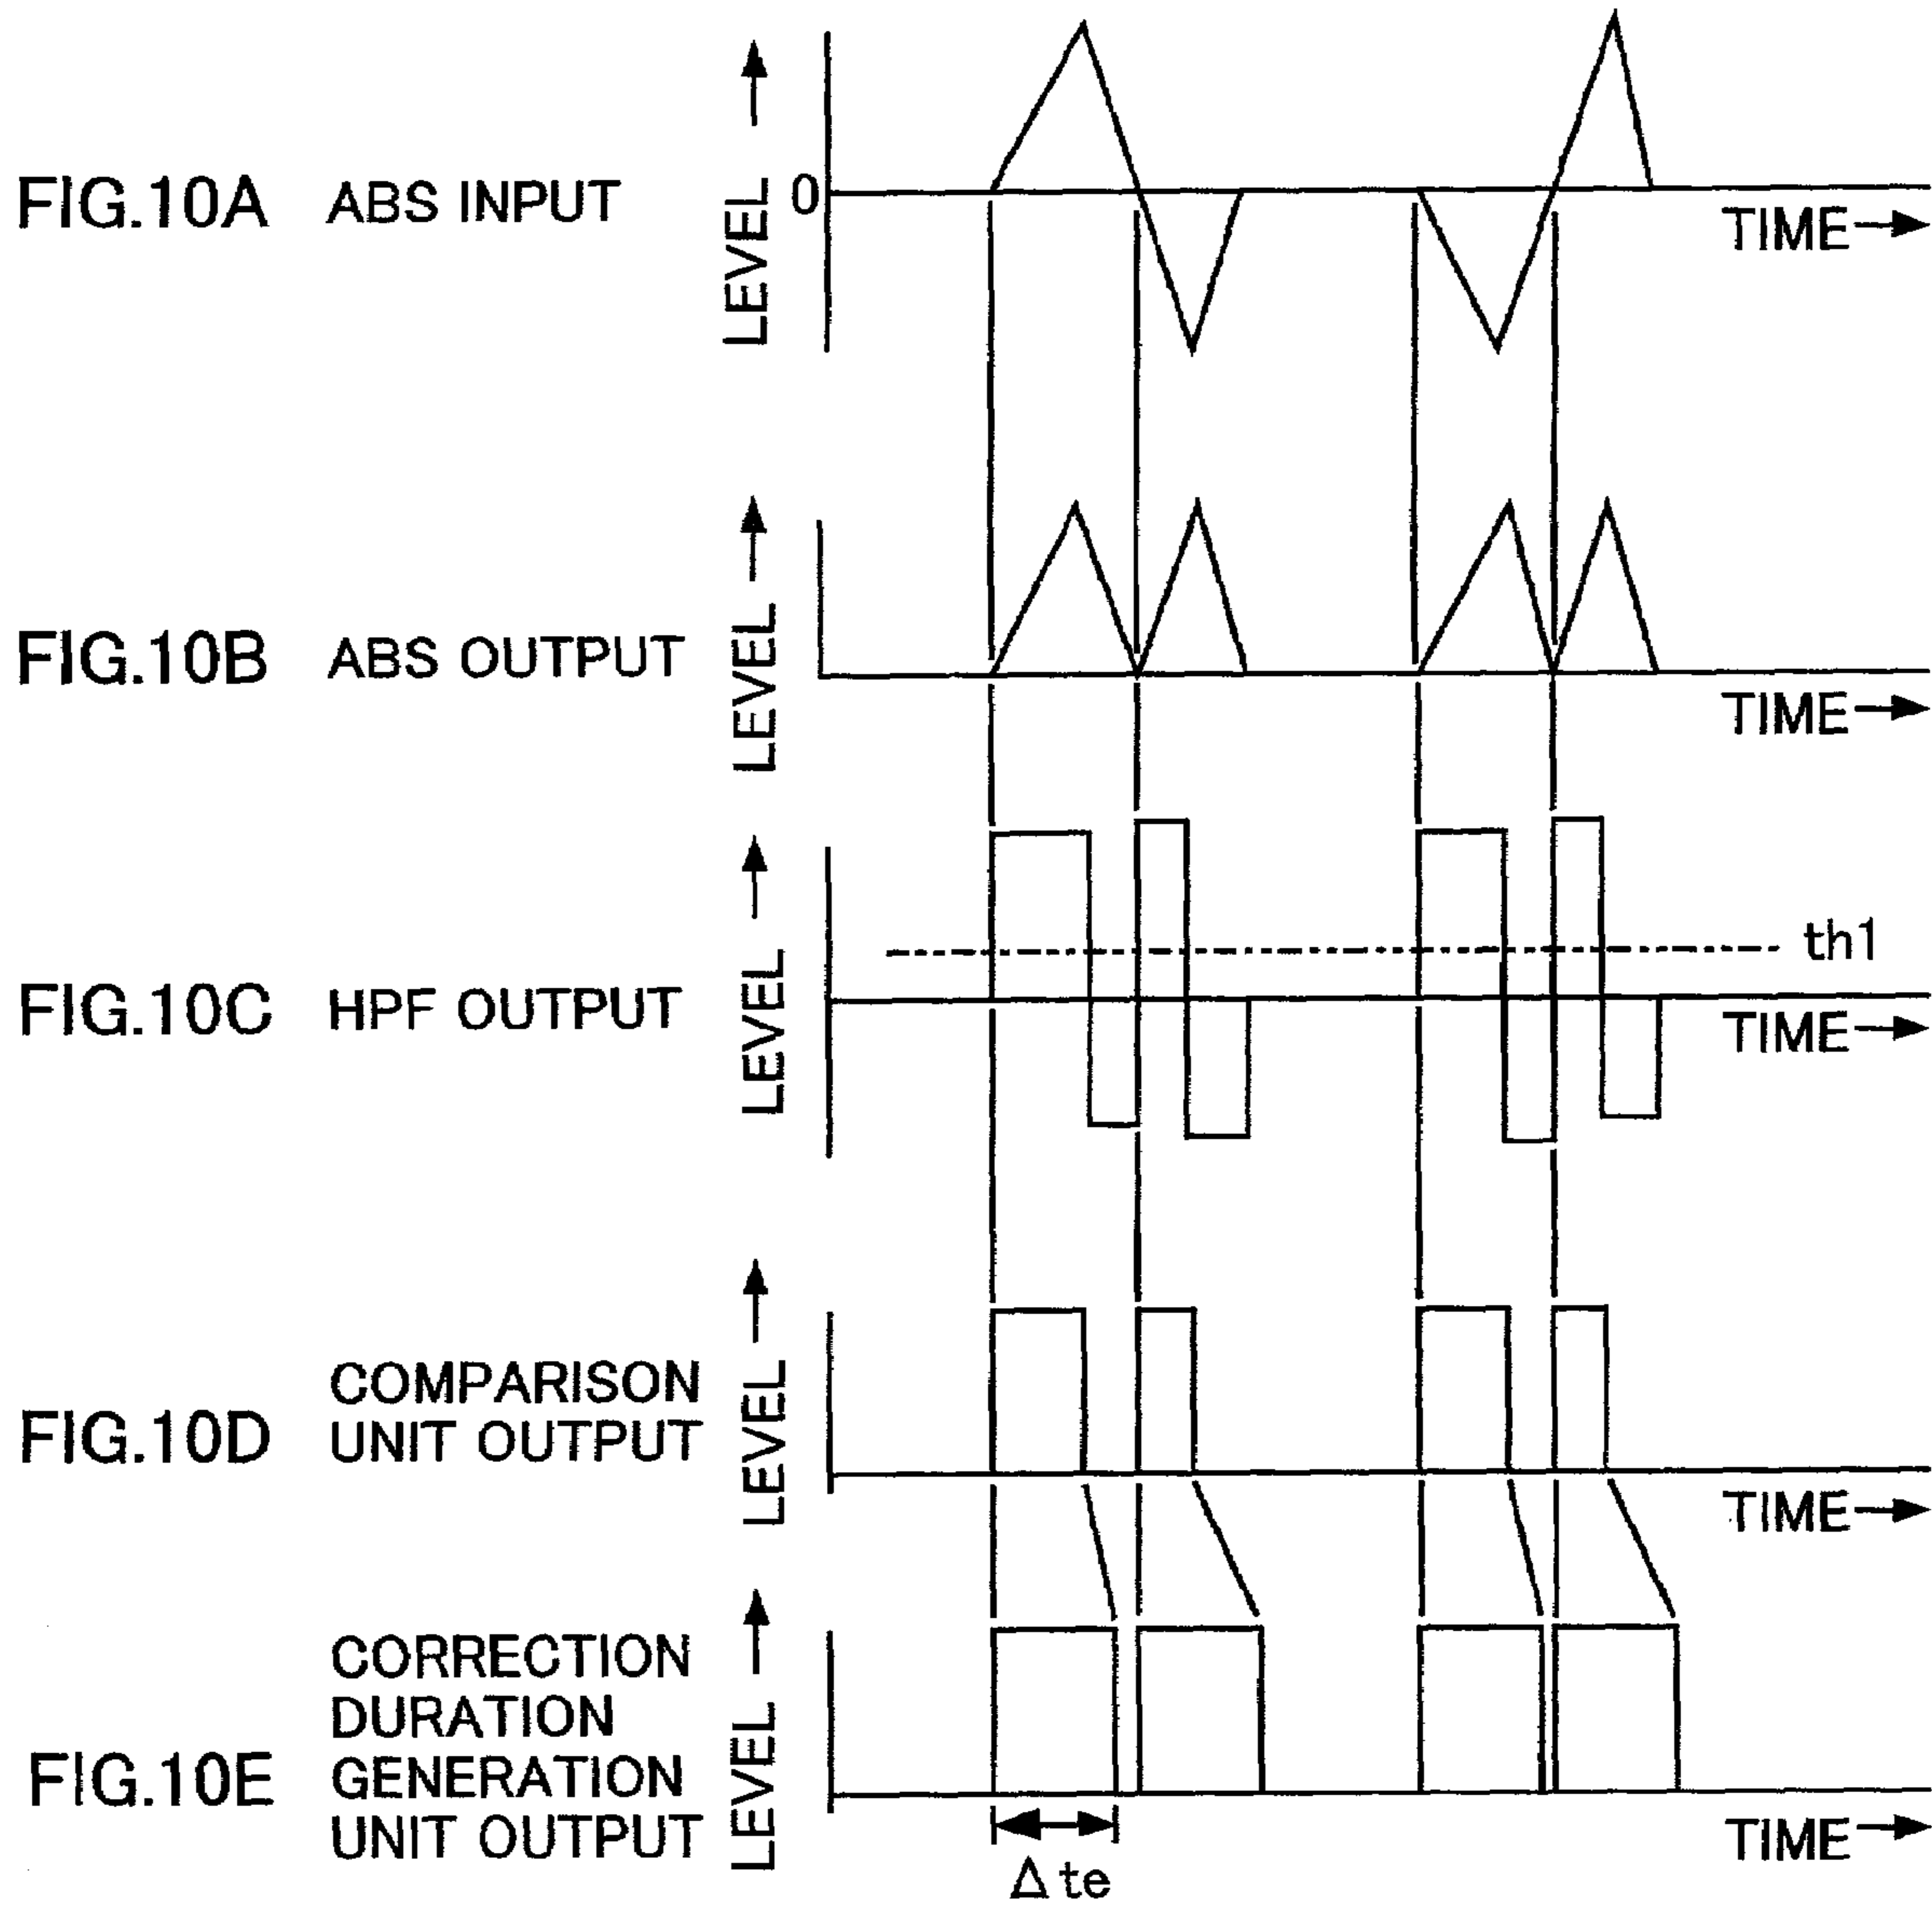 FIG.10A ABS INPUT
LEVEL →
0
TIME →
FIG.10B ABS OUTPUT
LEVEL →
TIME →
FIG.10C HPF OUTPUT
LEVEL →
th1
TIME →
FIG.10D COMPARISON
UNIT OUTPUT
LEVEL →
TIME →
FIG.10E CORRECTION
DURATION
GENERATION
UNIT OUTPUT
LEVEL →
TIME →
Δte